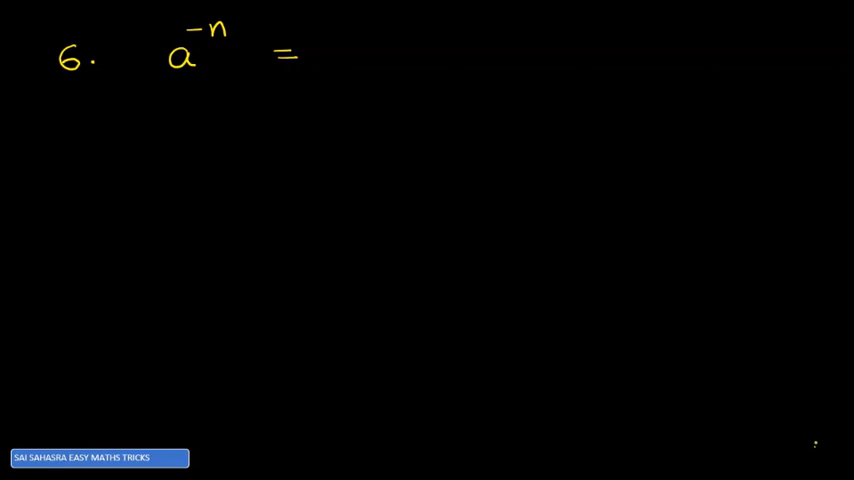 6. a⁻ⁿ =
SAI SAHASRA EASY MATHS TRICKS